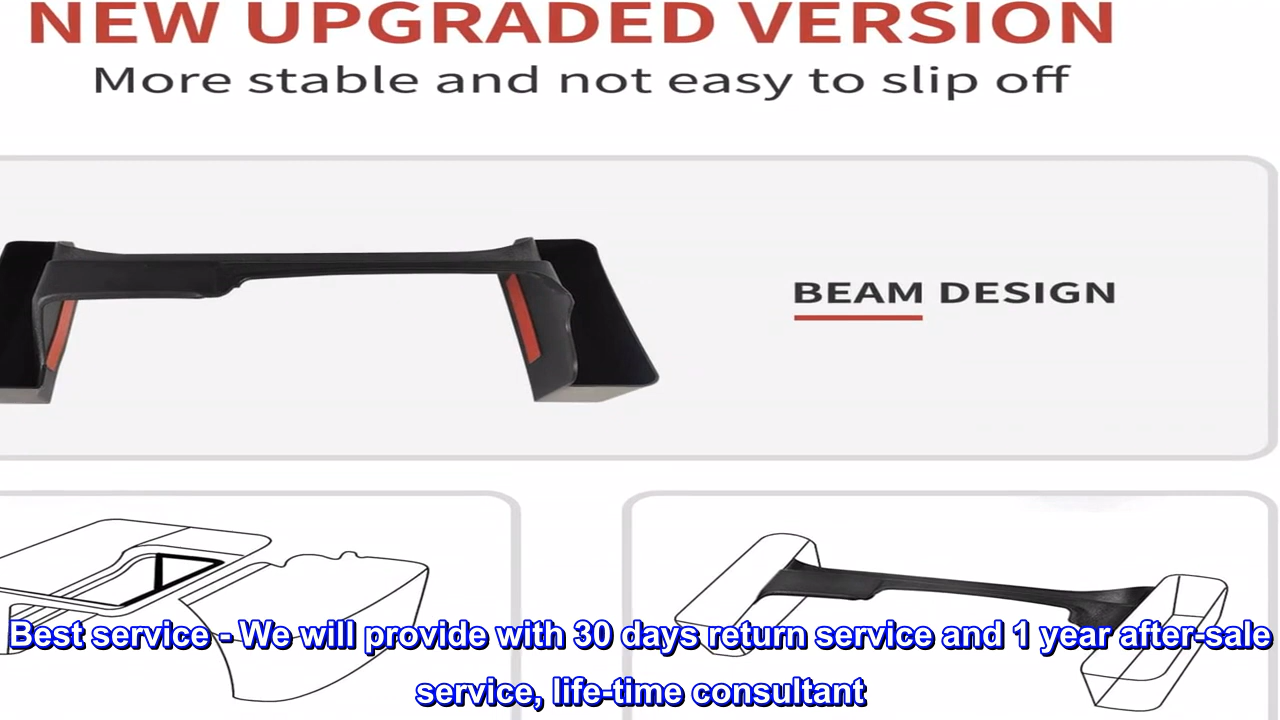 NEW UPGRADED VERSION
More stable and not easy to slip off
BEAM DESIGN
Best service - We will provide with 30 days return service and 1 year after-sale
service, life-time consultant